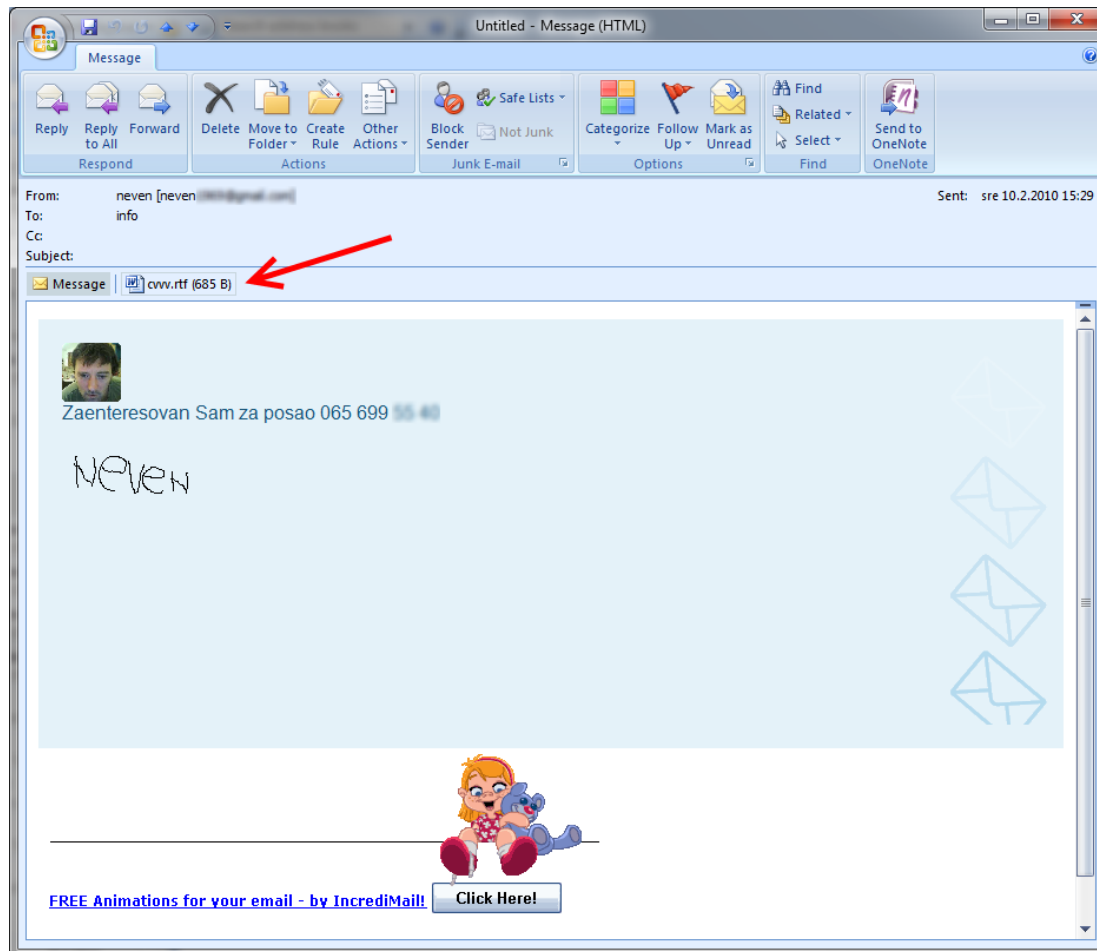 Untitled - Message (HTML)
Message
Reply
Reply to All
Forward
Respond
Delete
Move to Folder
Create Rule
Other Actions
Actions
Block Sender
Safe Lists
Not Junk
Junk E-mail
Categorize
Follow Up
Mark as Unread
Options
Find
Related
Select
Find
Send to OneNote
OneNote
From: neven [neven
Sent: sre 10.2.2010 15:29
To: info
Cc:
Subject:
Message
cvvv.rtf (685 B)
Zaenteresovan Sam za posao 065 699
Neven
FREE Animations for your email - by IncrediMail!
Click Here!